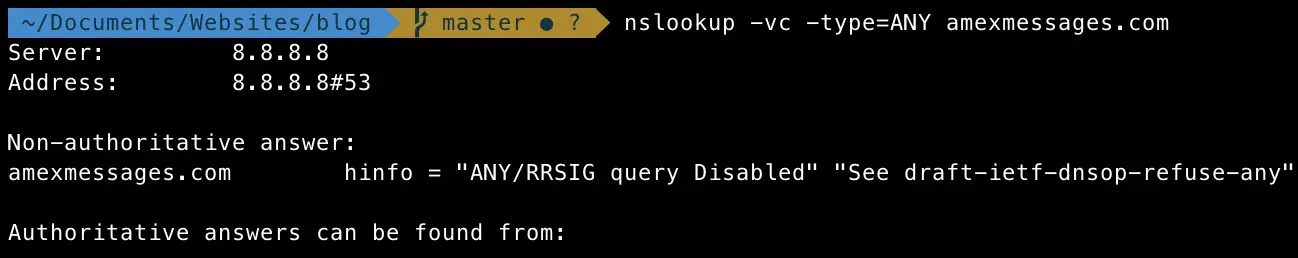 ~/Documents/Websites/blog master ● ? nslookup -vc -type=ANY amexmessages.com
Server: 8.8.8.8
Address: 8.8.8.8#53
Non-authoritative answer:
amexmessages.com hinfo = "ANY/RRSIG query Disabled" "See draft-ietf-dnsop-refuse-any"
Authoritative answers can be found from: